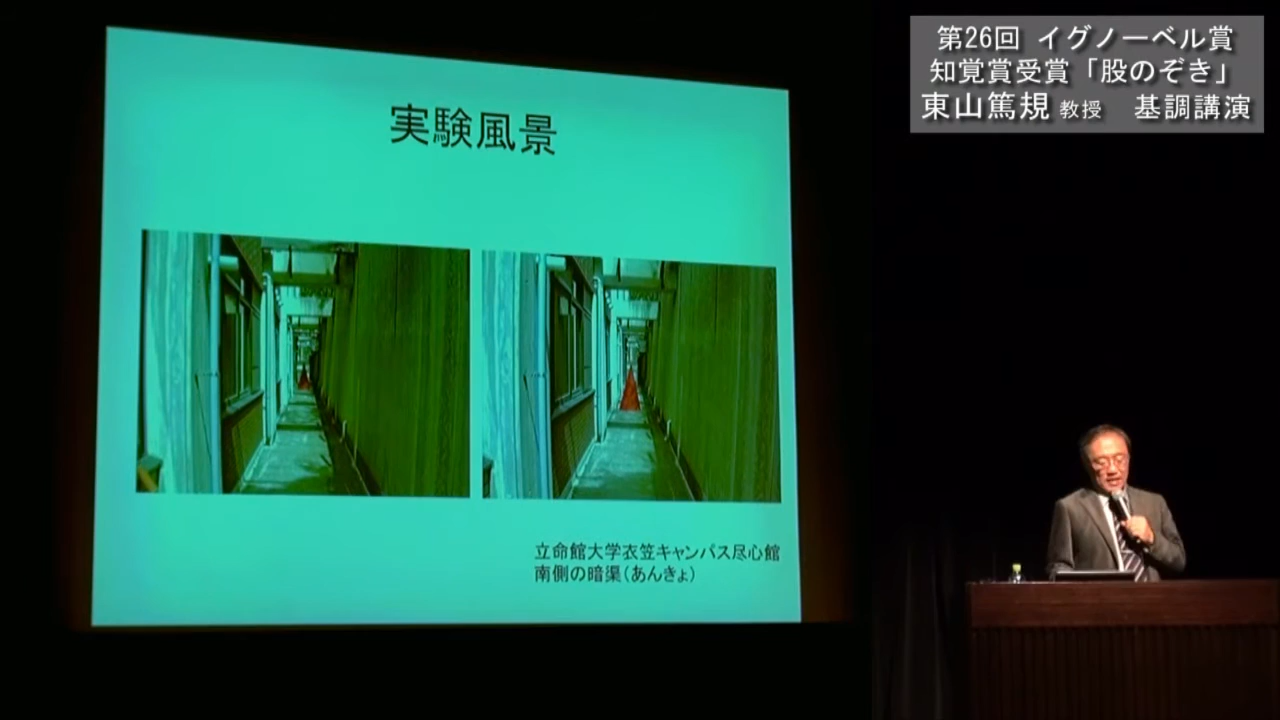 第26回 イグノーベル賞
知覚賞受賞「股のぞき」
東山篤規 教授 基調講演
実験風景
立命館大学衣笠キャンパス尽心館
南側の暗渠(あんきょ)